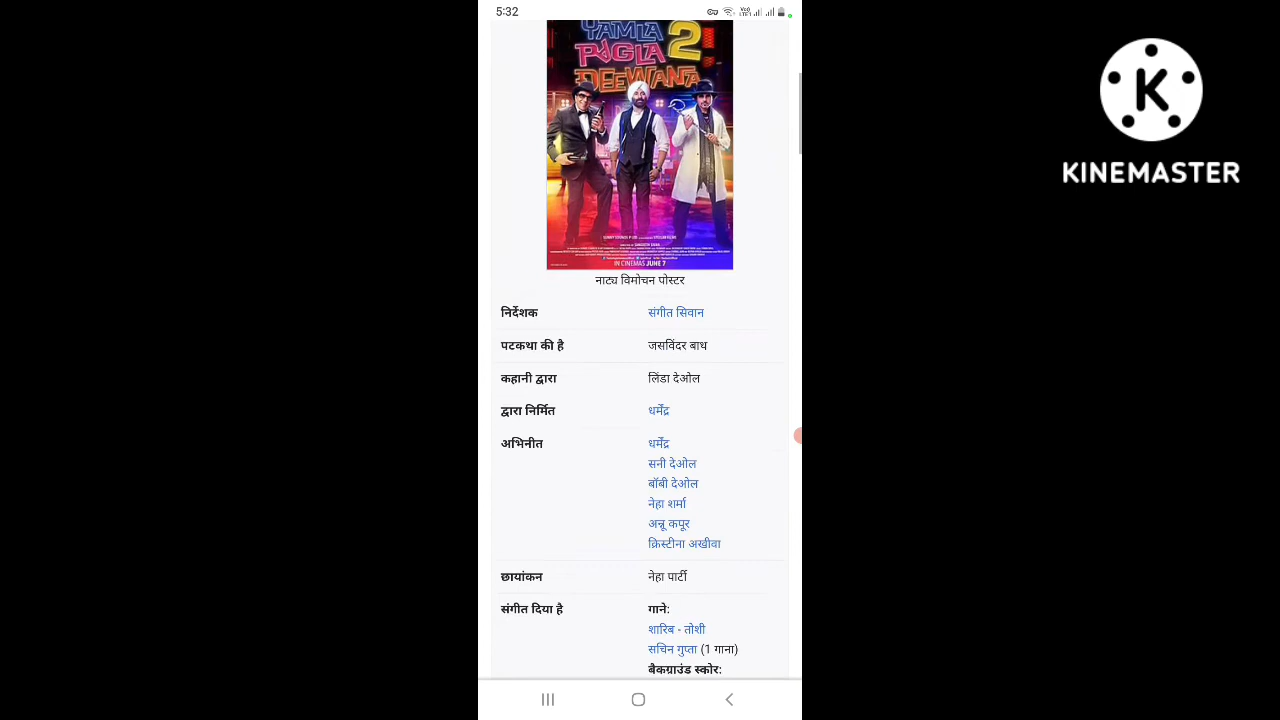 5:32
YAMLA
PAGLA 2
DEEWANA
IN CINEMAS JUNE 7
नाट्य विमोचन पोस्टर
निर्देशक संगीत सिवान
पटकथा की है जसविंदर बाथ
कहानी द्वारा लिंडा देओल
द्वारा निर्मित धर्मेंद्र
अभिनीत धर्मेंद्र
सनी देओल
बॉबी देओल
नेहा शर्मा
अन्नू कपूर
क्रिस्टीना अखीवा
छायांकन नेहा पार्टी
संगीत दिया है गाने:
शारिब - तोशी
सचिन गुप्ता (1 गाना)
बैकग्राउंड स्कोर:
K
KINEMASTER